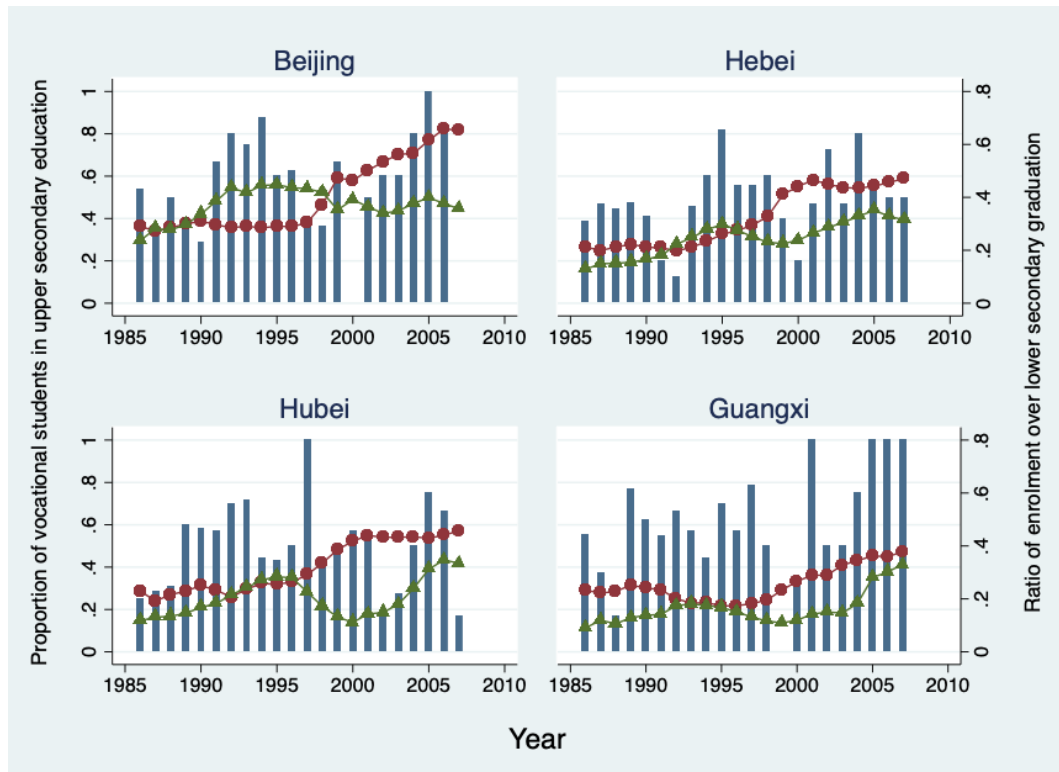 Beijing
Hebei
Proportion of vocational students in upper secondary education
Ratio of enrolment over lower secondary graduation
1
.8
.6
.4
.2
0
.8
.6
.4
.2
0
1985 1990 1995 2000 2005 2010
1985 1990 1995 2000 2005 2010
Hubei
Guangxi
1
.8
.6
.4
.2
0
.8
.6
.4
.2
0
1985 1990 1995 2000 2005 2010
1985 1990 1995 2000 2005 2010
Year